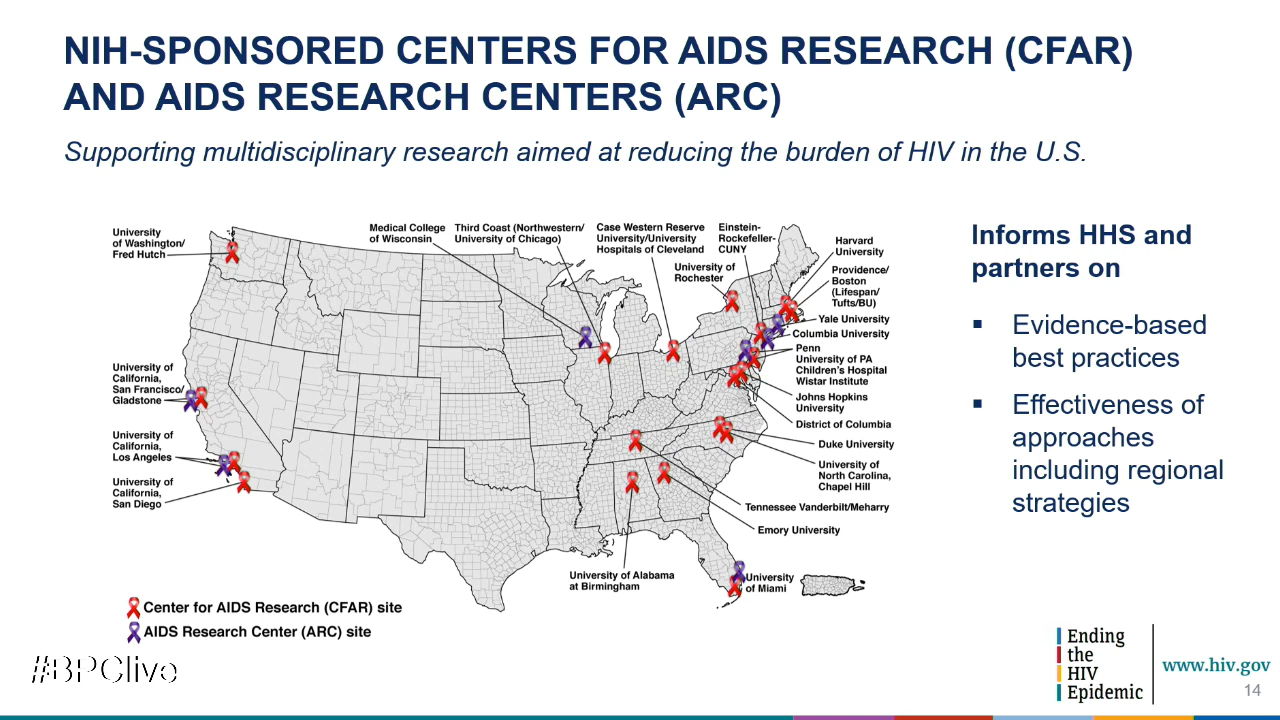 NIH-SPONSORED CENTERS FOR AIDS RESEARCH (CFAR)
AND AIDS RESEARCH CENTERS (ARC)
Supporting multidisciplinary research aimed at reducing the burden of HIV in the U.S.
University
of Washington/
Fred Hutch
University of
California,
San Francisco/
Gladstone
University of
California,
Los Angeles
University of
California,
San Diego
Medical College
of Wisconsin
Third Coast (Northwestern/
University of Chicago)
Case Western Reserve
University/University
Hospitals of Cleveland
Einstein-
Rockefeller-
CUNY
University of
Rochester
Harvard
University
Providence/
Boston
(Lifespan/
Tufts/BU)
Yale University
Columbia University
Penn
University of PA
Children's Hospital
Wistar Institute
Johns Hopkins
University
District of Columbia
Duke University
University of
North Carolina,
Chapel Hill
Tennessee Vanderbilt/Meharry
Emory University
University of Alabama
at Birmingham
University
of Miami
Center for AIDS Research (CFAR) site
AIDS Research Center (ARC) site
Informs HHS and
partners on
▪ Evidence-based
best practices
▪ Effectiveness of
approaches
including regional
strategies
#BPClive
Ending
the
HIV
Epidemic
www.hiv.gov
14